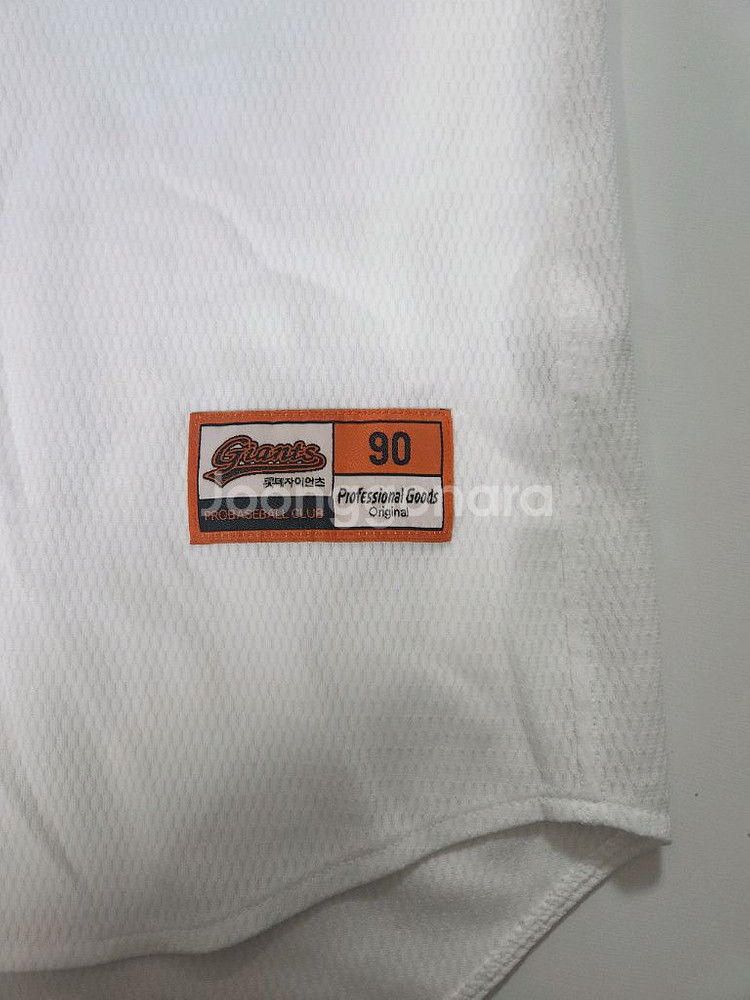 Giants
롯데자이언츠
PROBASEBALL CLUB
90
Professional Goods
Original
Joonggonara